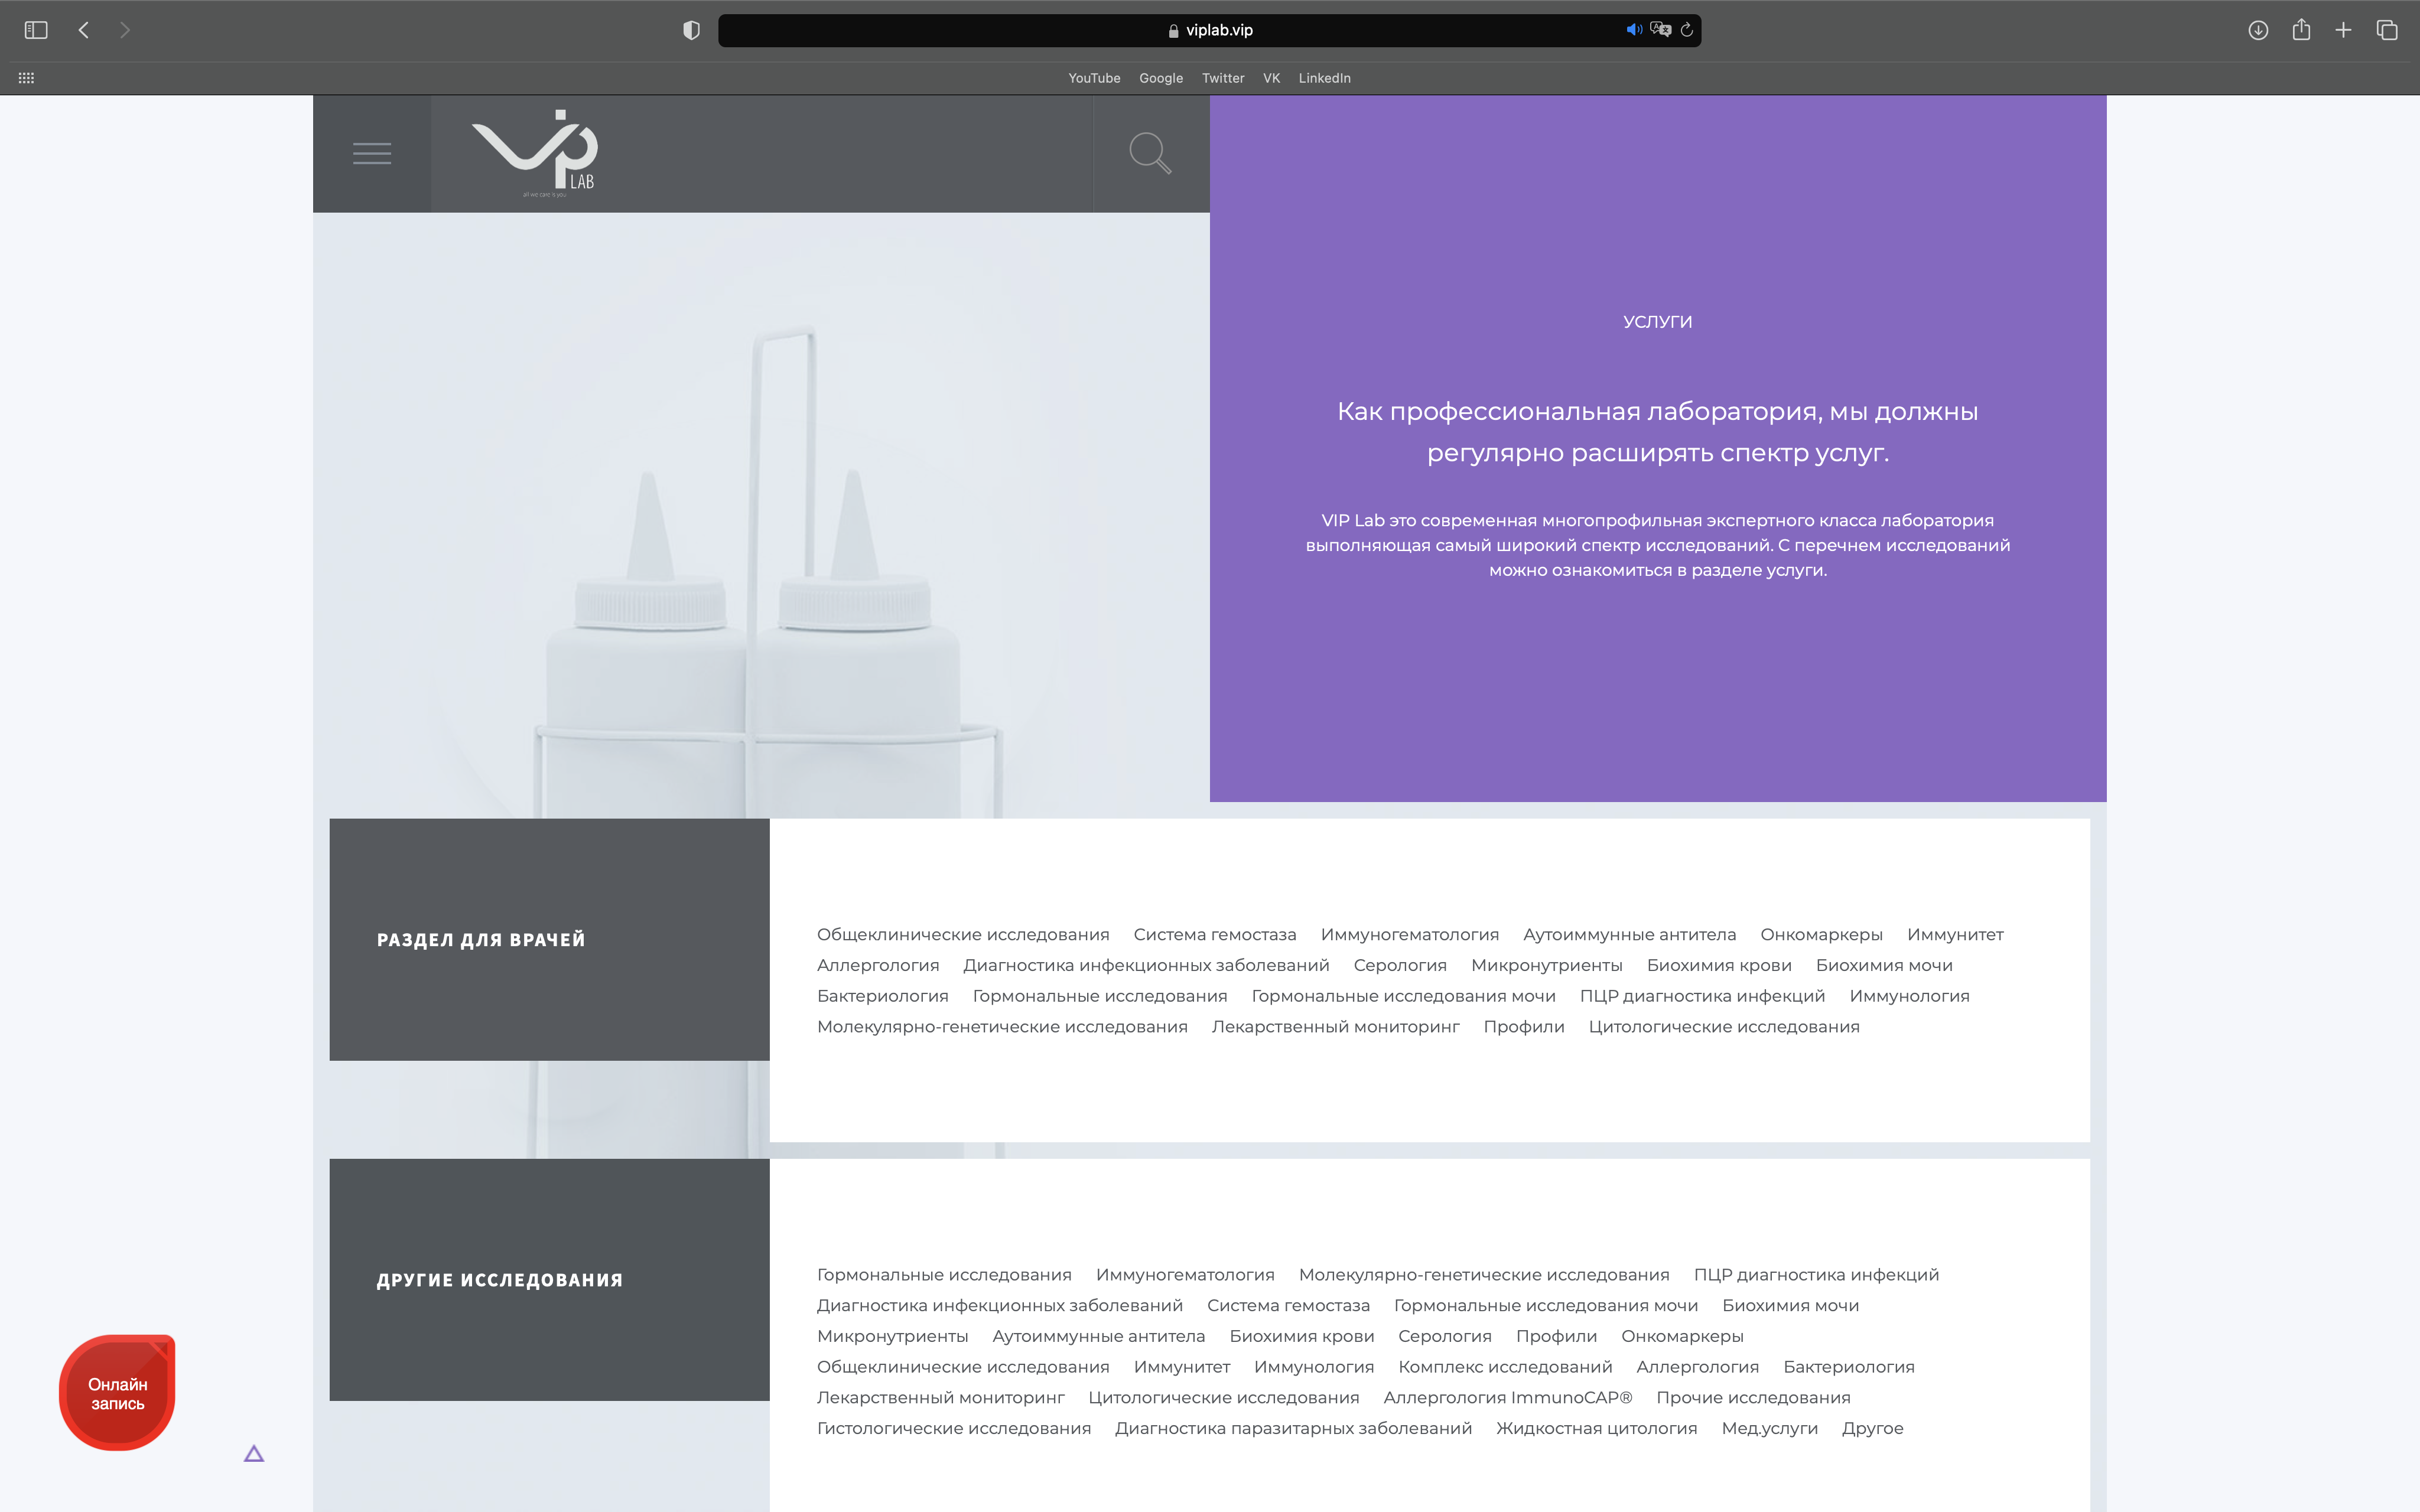 viplab.vip
YouTube Google Twitter VK LinkedIn
vip
LAB
all we care is you
УСЛУГИ
Как профессиональная лаборатория, мы должны
регулярно расширять спектр услуг.
VIP Lab это современная многопрофильная экспертного класса лаборатория
выполняющая самый широкий спектр исследований. С перечнем исследований
можно ознакомиться в разделе услуги.
РАЗДЕЛ ДЛЯ ВРАЧЕЙ
Общеклинические исследования Система гемостаза Иммуногематология Аутоиммунные антитела Онкомаркеры Иммунитет
Аллергология Диагностика инфекционных заболеваний Серология Микронутриенты Биохимия крови Биохимия мочи
Бактериология Гормональные исследования Гормональные исследования мочи ПЦР диагностика инфекций Иммунология
Молекулярно-генетические исследования Лекарственный мониторинг Профили Цитологические исследования
ДРУГИЕ ИССЛЕДОВАНИЯ
Гормональные исследования Иммуногематология Молекулярно-генетические исследования ПЦР диагностика инфекций
Диагностика инфекционных заболеваний Система гемостаза Гормональные исследования мочи Биохимия мочи
Микронутриенты Аутоиммунные антитела Биохимия крови Серология Профили Онкомаркеры
Общеклинические исследования Иммунитет Иммунология Комплекс исследований Аллергология Бактериология
Лекарственный мониторинг Цитологические исследования Аллергология ImmunoCAP® Прочие исследования
Гистологические исследования Диагностика паразитарных заболеваний Жидкостная цитология Мед.услуги Другое
Онлайн
запись